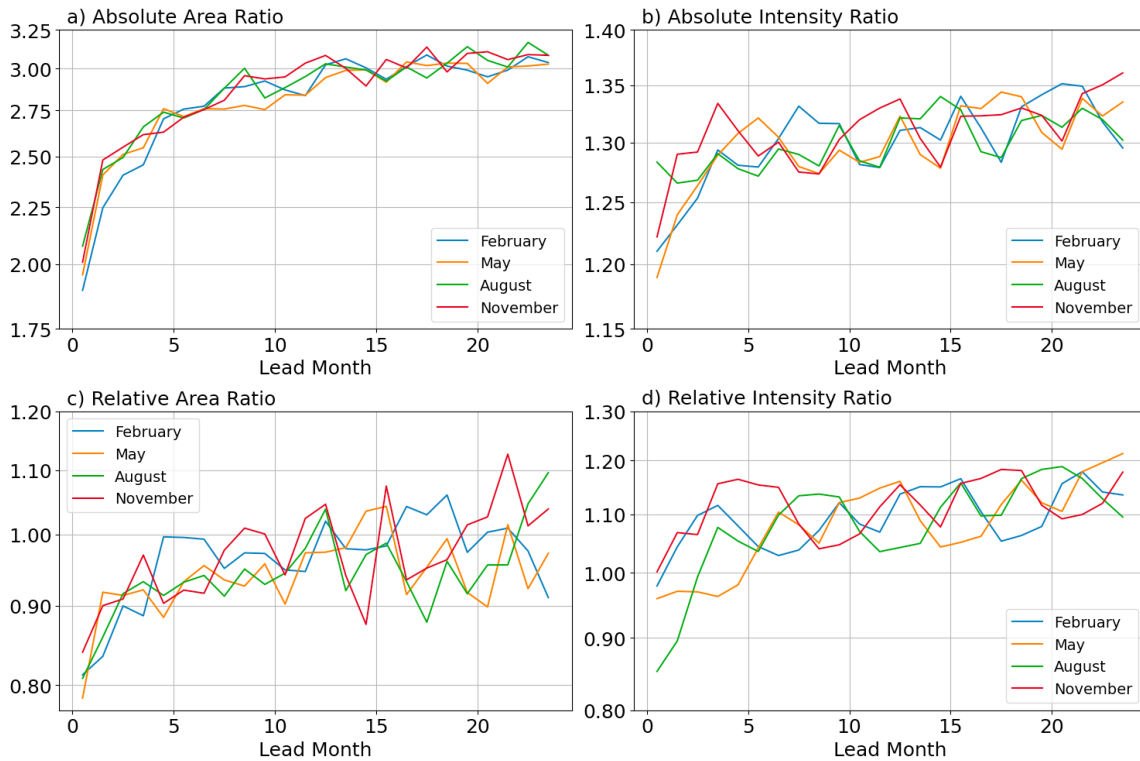 a) Absolute Area Ratio
3.25
3.00
2.75
2.50
2.25
2.00
1.75
0 5 10 15 20
Lead Month
February
May
August
November
b) Absolute Intensity Ratio
1.40
1.35
1.30
1.25
1.20
1.15
0 5 10 15 20
Lead Month
February
May
August
November
c) Relative Area Ratio
1.20
1.10
1.00
0.90
0.80
0 5 10 15 20
Lead Month
February
May
August
November
d) Relative Intensity Ratio
1.30
1.20
1.10
1.00
0.90
0.80
0 5 10 15 20
Lead Month
February
May
August
November